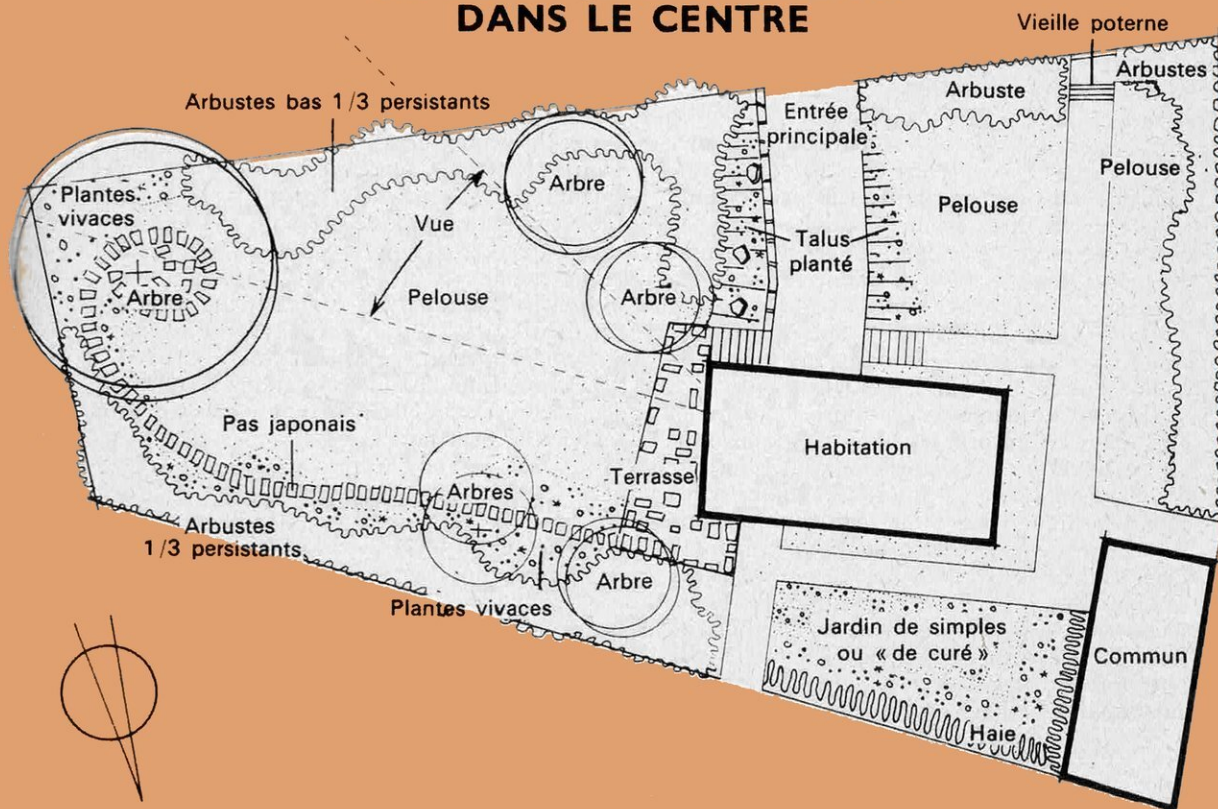 DANS LE CENTRE
Vieille poterne
Arbustes bas 1/3 persistants
Arbuste
Arbustes
Entrée
principale
Plantes
vivaces
Arbre
Vue
Pelouse
Pelouse
Talus
planté
Arbre
Pelouse
Arbre
Pas japonais
Habitation
Terrasse
Arbres
Arbustes
1/3 persistants
Arbre
Plantes vivaces
Jardin de simples
ou « de curé »
Commun
Haie